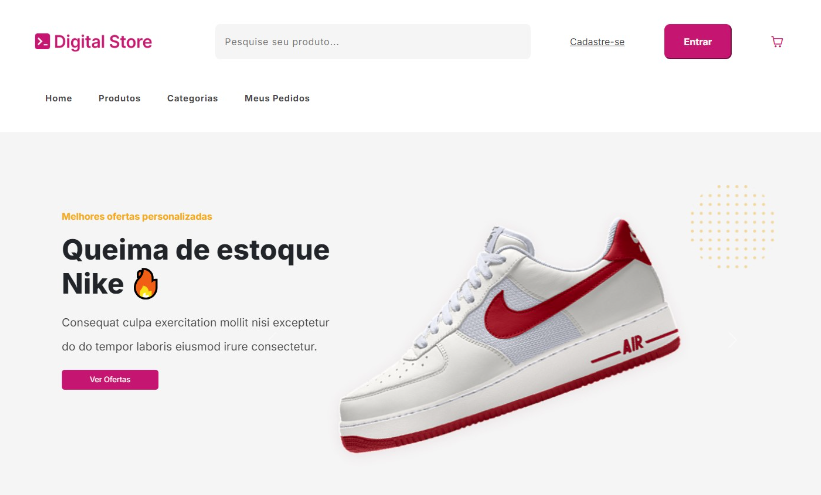 Digital Store
Pesquise seu produto...
Cadastre-se
Entrar
Home Produtos Categorias Meus Pedidos
Melhores ofertas personalizadas
Queima de estoque
Nike 🔥
Consequat culpa exercitation mollit nisi exceptetur
do do tempor laboris eiusmod irure consectetur.
Ver Ofertas
AIR